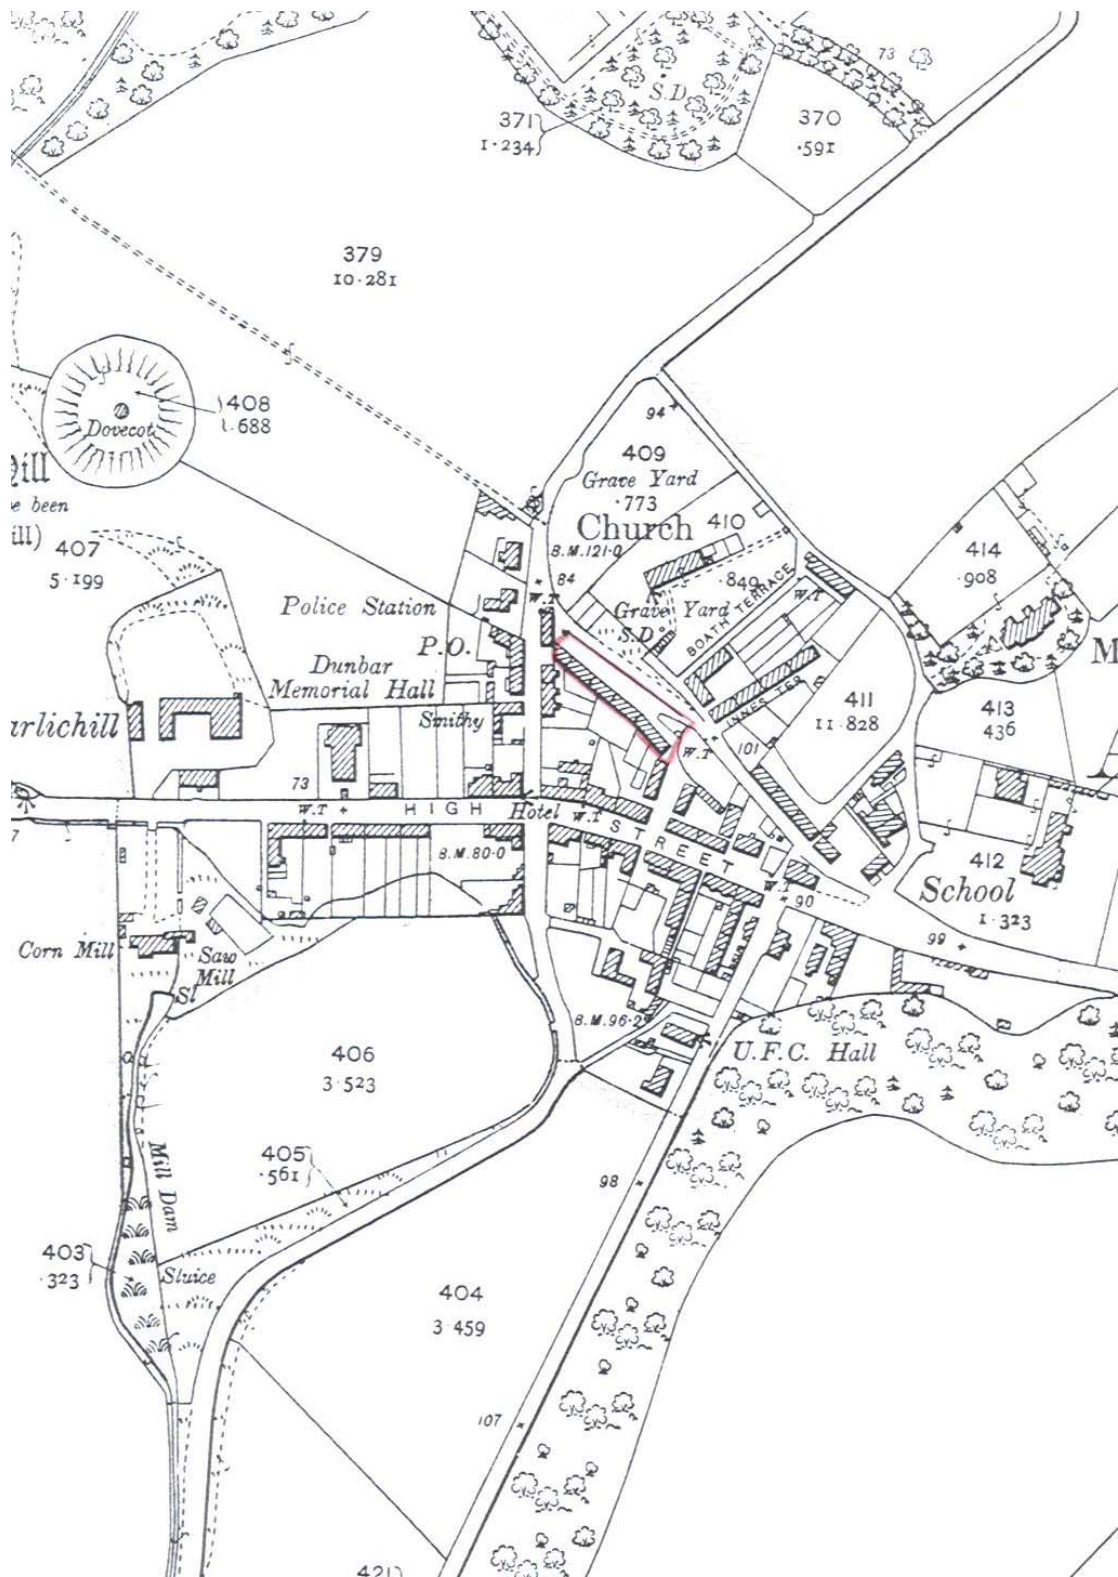 73
S.D.
371
1·234
370
·591
379
10·281
408
·688
Dovecot
94
409
Grave Yard
·773
Church
410
be been
ill)
407
5·199
B.M.121·0
84
W.T
·840
Grave Yard
S.D.
BOATH TERRACE
W.T
414
·908
Police Station
P.O.
Dunbar
Memorial Hall
Smithy
INNES TER
411
11·828
M
413
436
arlichill
W.T
101
73
W.T
HIGH
Hotel
W.T
STREET
B.M.80·0
W.T
90
412
School
1·323
99
Corn Mill
Saw
Mill
Sl
B.M.96·2
U.F.C. Hall
406
3·523
405
·561
Mill Dam
98
403
·323
Sluice
404
3·459
107
421